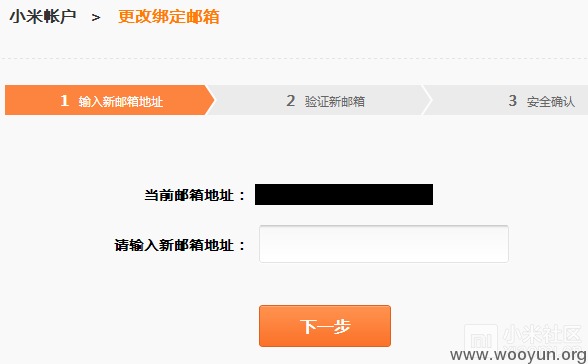 小米帐户 > 更改绑定邮箱
1 输入新邮箱地址 2 验证新邮箱 3 安全确认
当前邮箱地址：
请输入新邮箱地址：
下一步
小米社区
www.wooyun.org